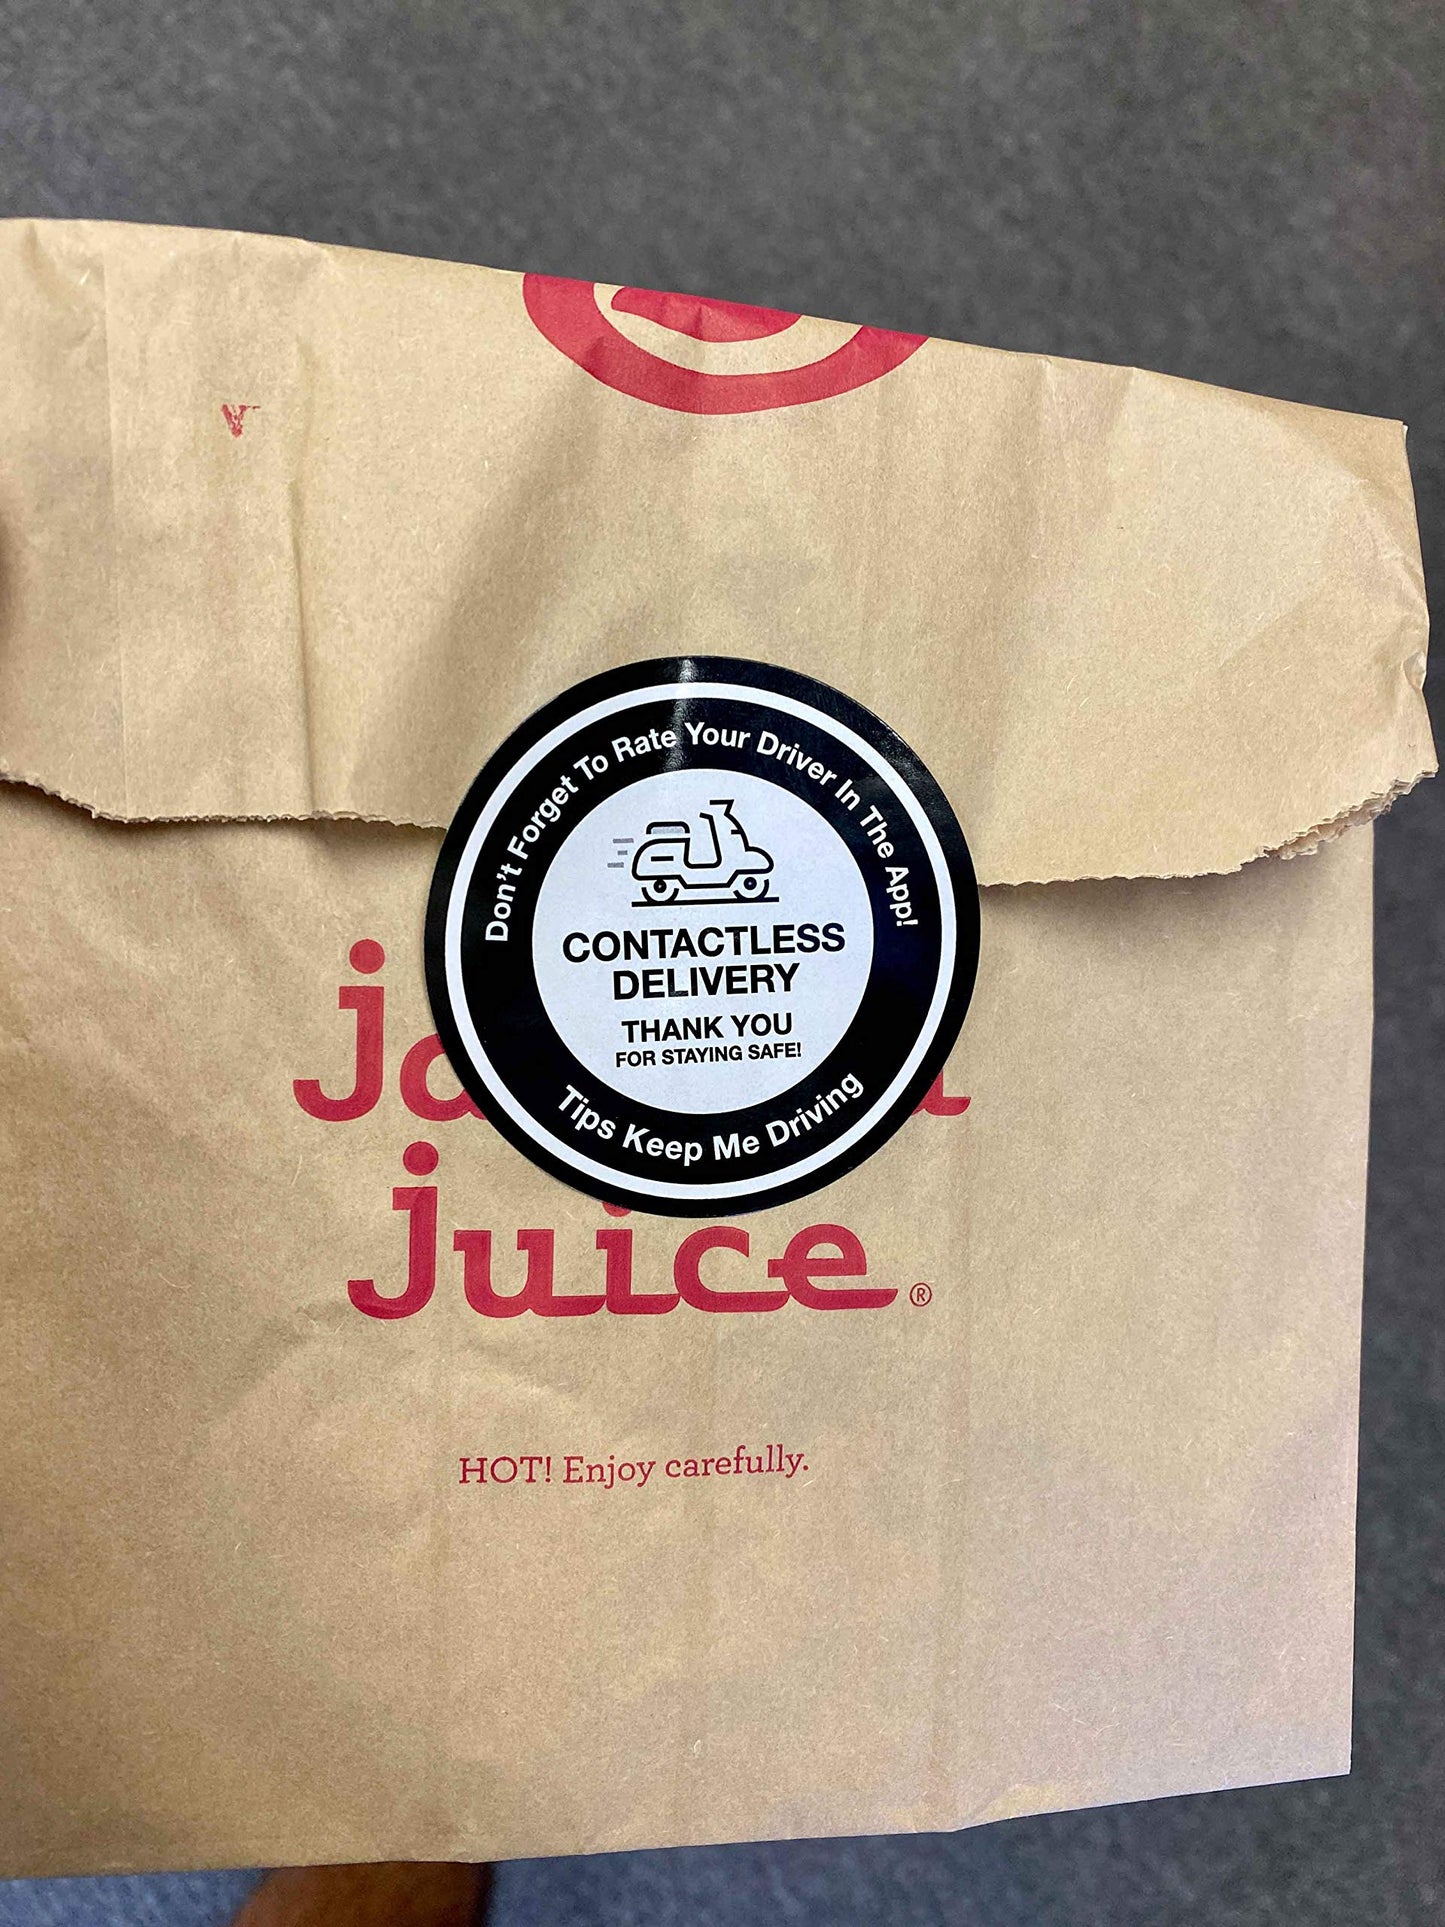 Don't Forget To Rate Your Driver In The App!
CONTACTLESS
DELIVERY
THANK YOU
FOR STAYING SAFE!
Tips Keep Me Driving
juice®
HOT! Enjoy carefully.